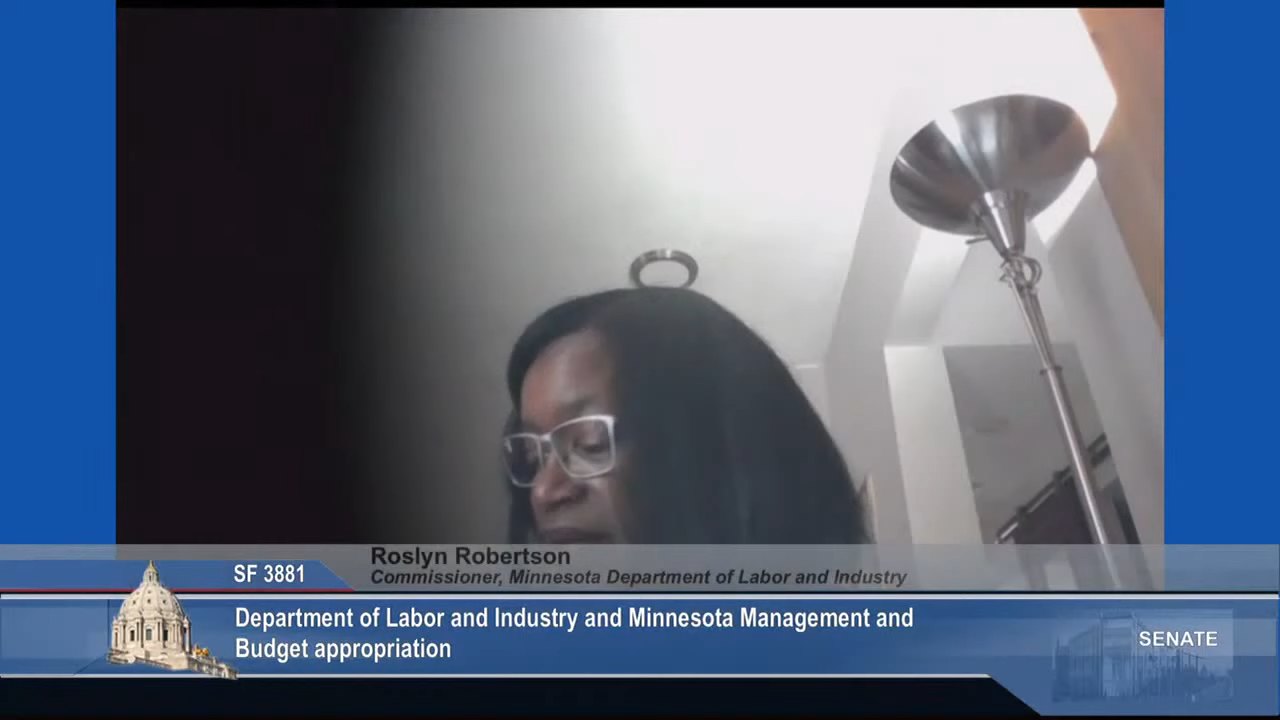 Roslyn Robertson
Commissioner, Minnesota Department of Labor and Industry
SF 3881
Department of Labor and Industry and Minnesota Management and
Budget appropriation
SENATE